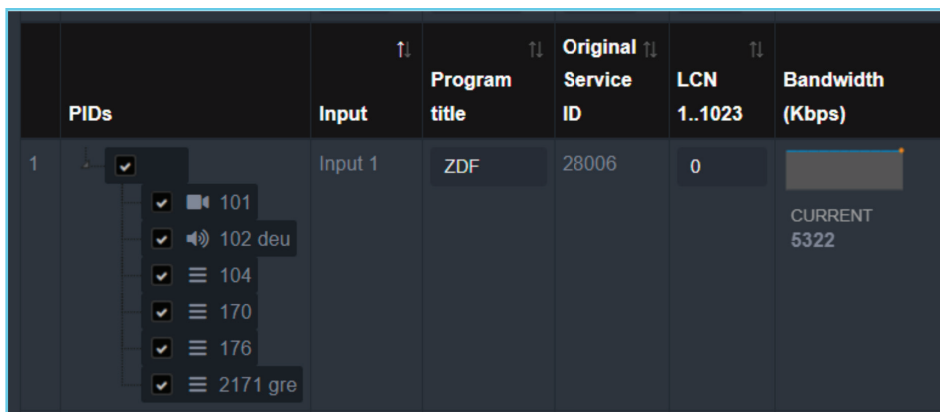 PIDs
Input
Program
title
Original
Service
ID
LCN
1..1023
Bandwidth
(Kbps)
1
Input 1
ZDF
28006
0
101
102 deu
104
170
176
2171 gre
CURRENT
5322